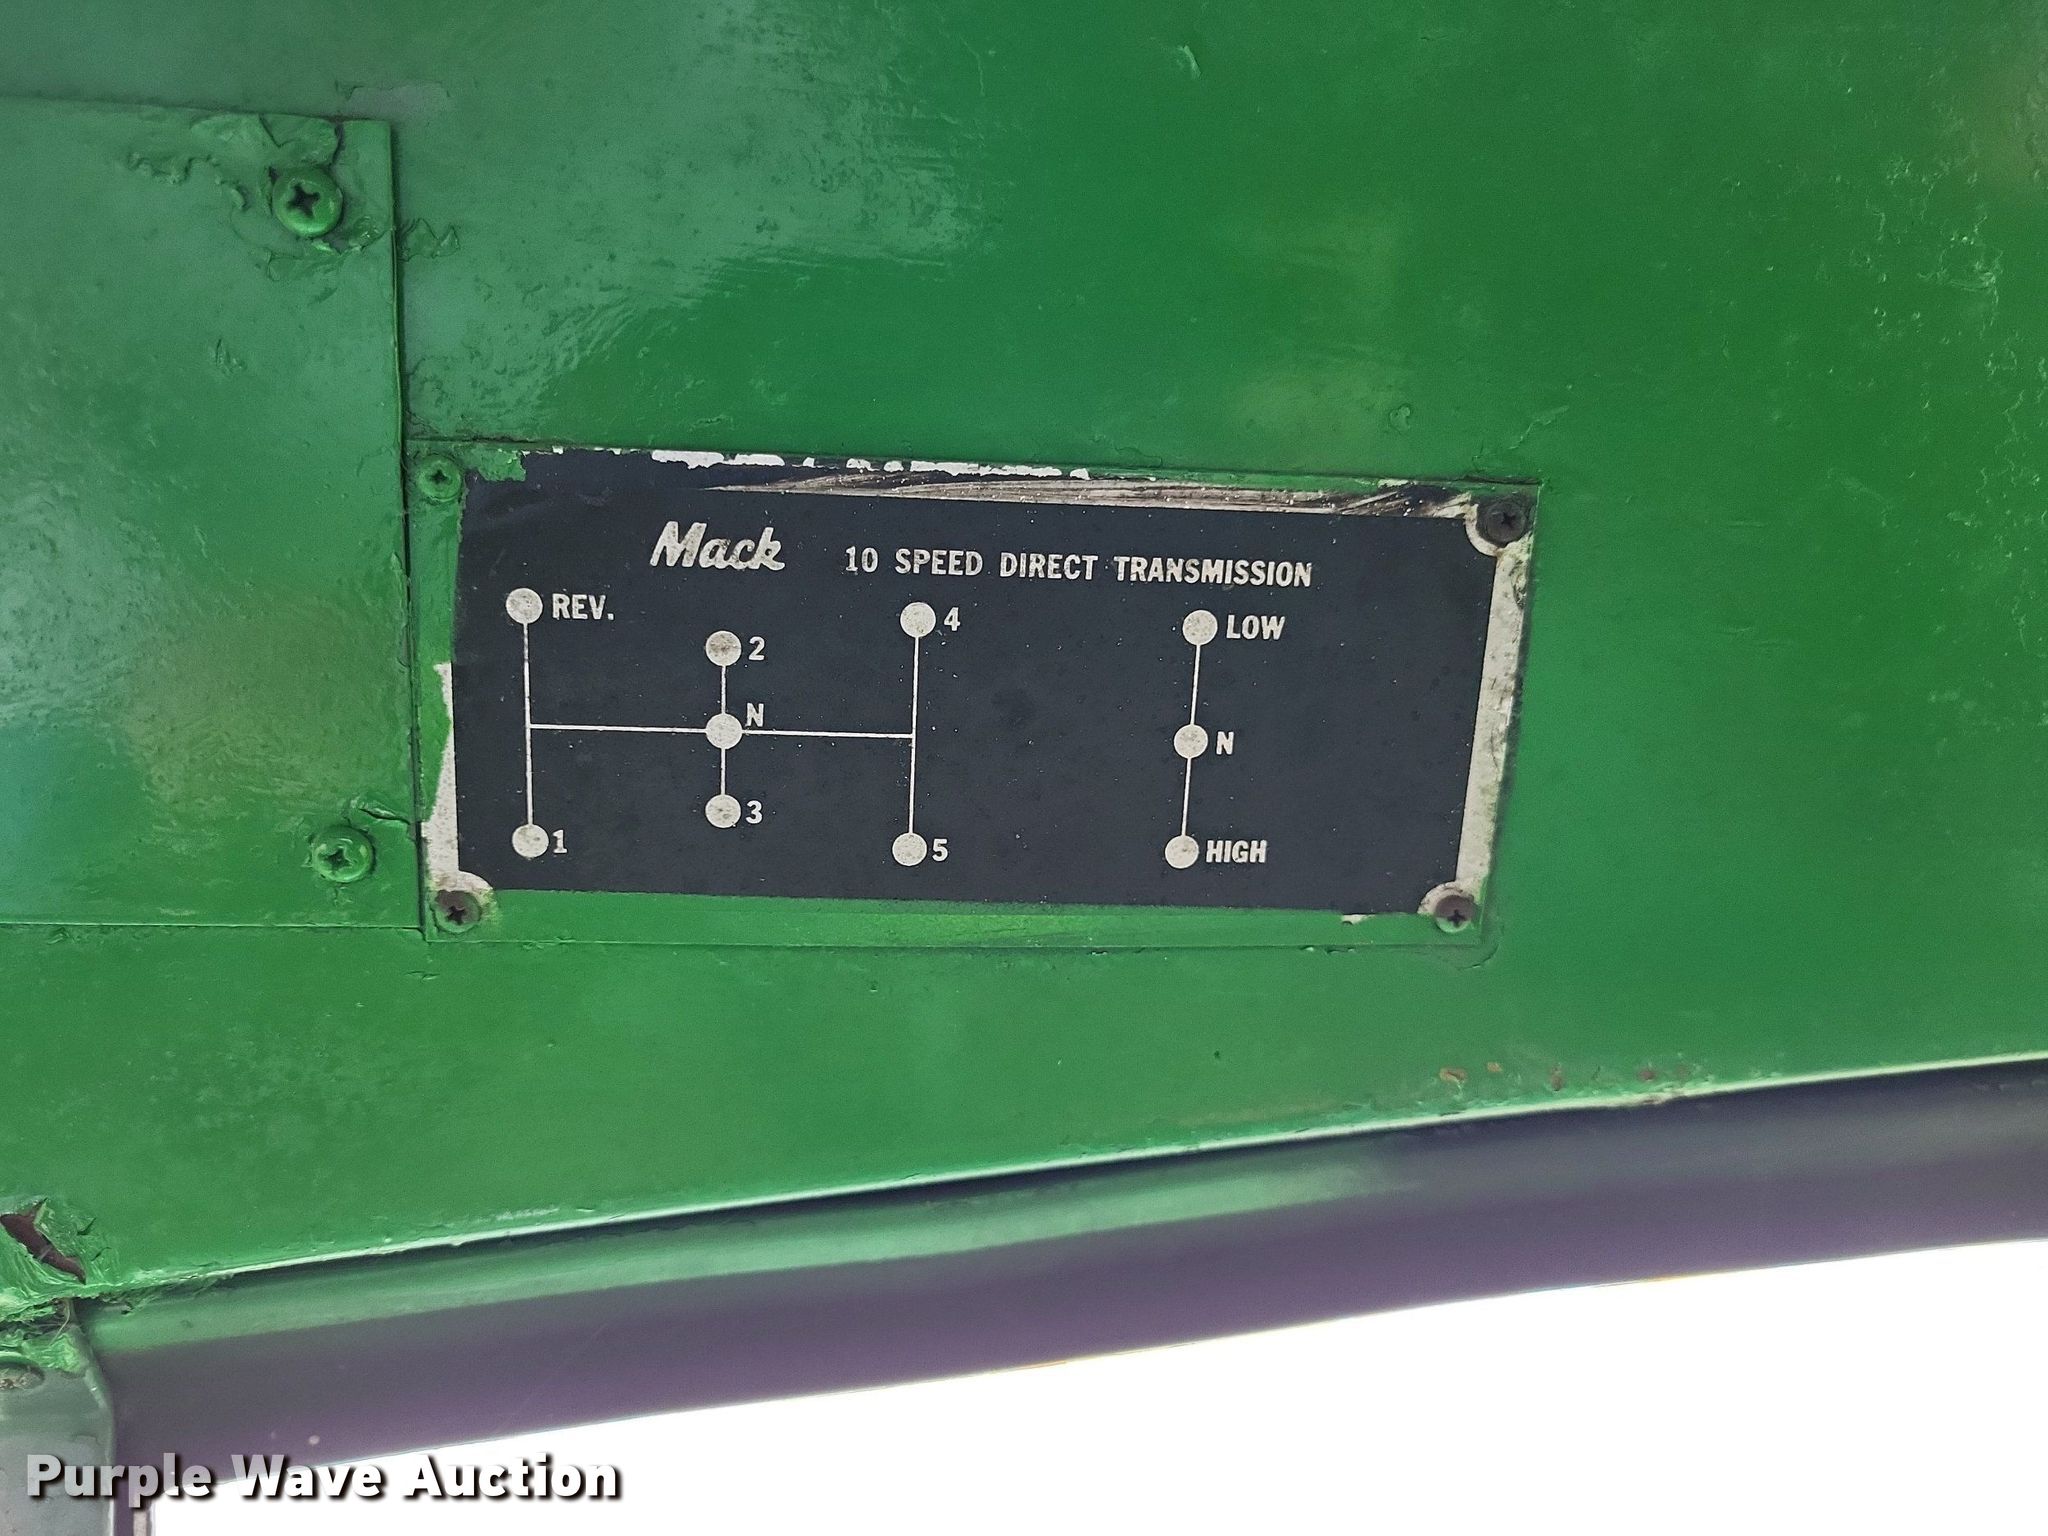 Mack 10 SPEED DIRECT TRANSMISSION
REV. 2 4 LOW
N N
1 3 5 HIGH
Purple Wave Auction